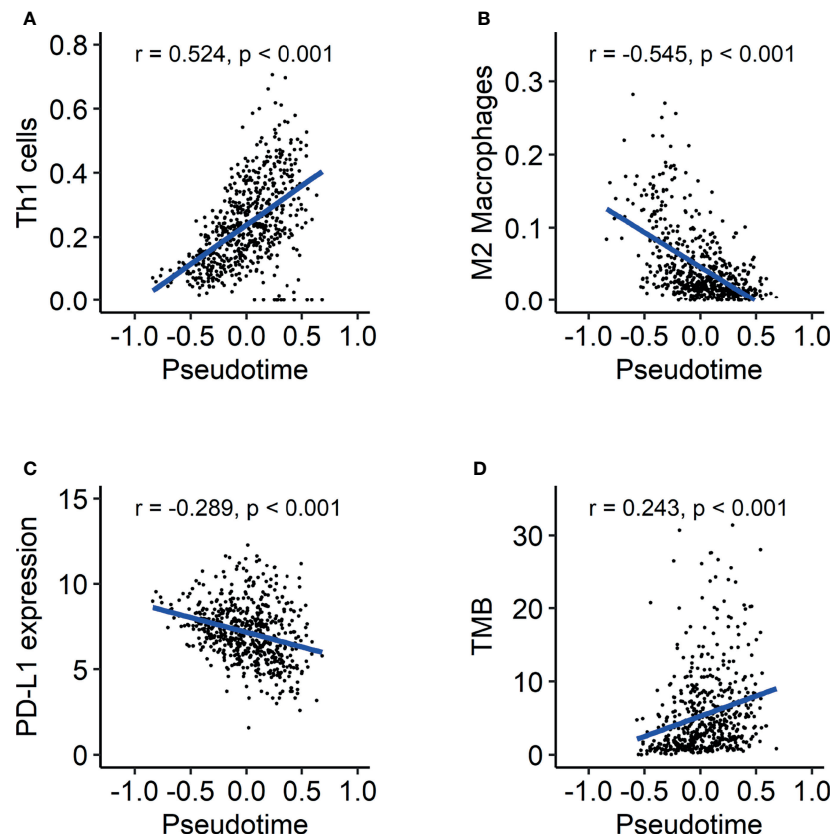 A
r = 0.524, p < 0.001
Th1 cells
0.8
0.6
0.4
0.2
0.0
-1.0 -0.5 0.0 0.5 1.0
Pseudotime
B
r = -0.545, p < 0.001
M2 Macrophages
0.3
0.2
0.1
0.0
-1.0 -0.5 0.0 0.5 1.0
Pseudotime
C
r = -0.289, p < 0.001
PD-L1 expression
15
10
5
0
-1.0 -0.5 0.0 0.5 1.0
Pseudotime
D
r = 0.243, p < 0.001
TMB
30
20
10
0
-1.0 -0.5 0.0 0.5 1.0
Pseudotime